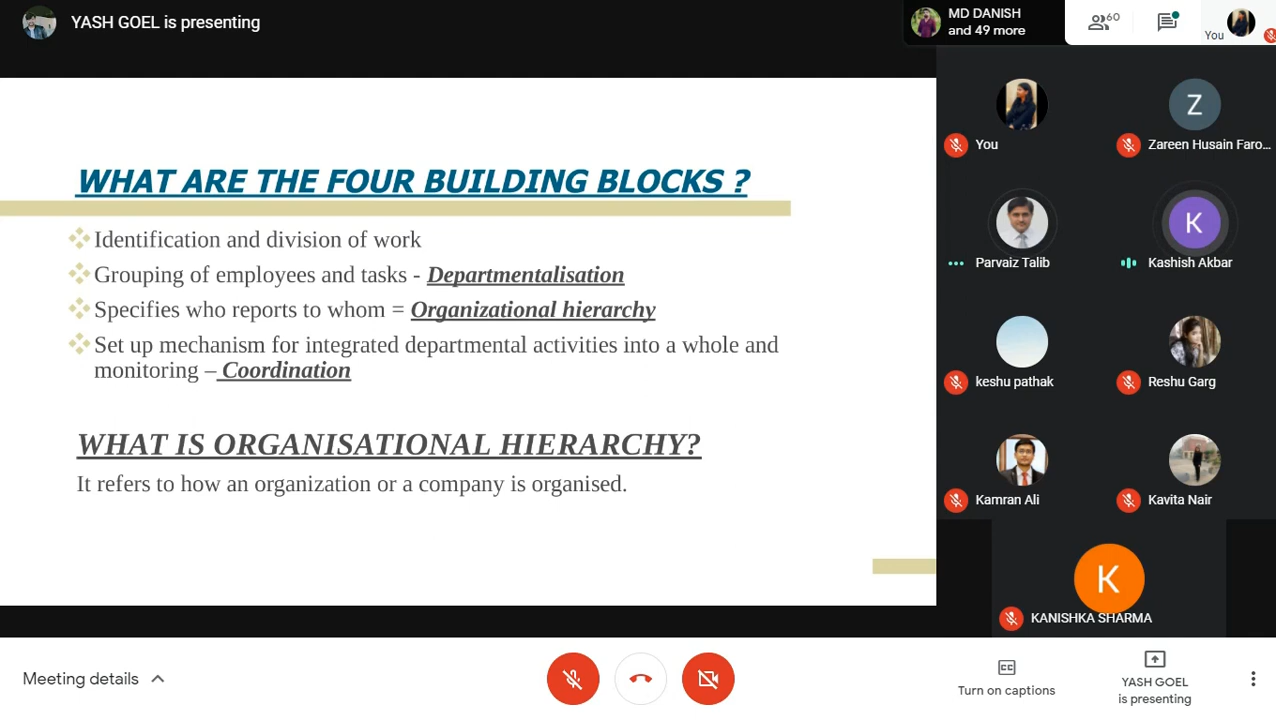 YASH GOEL is presenting
MD DANISH
and 49 more
60
You
WHAT ARE THE FOUR BUILDING BLOCKS ?
Identification and division of work
Grouping of employees and tasks - Departmentalisation
Specifies who reports to whom = Organizational hierarchy
Set up mechanism for integrated departmental activities into a whole and
monitoring – Coordination
WHAT IS ORGANISATIONAL HIERARCHY?
It refers to how an organization or a company is organised.
You
Z
Zareen Husain Faro...
Parvaiz Talib
K
Kashish Akbar
keshu pathak
Reshu Garg
Kamran Ali
Kavita Nair
K
KANISHKA SHARMA
Meeting details
CC
Turn on captions
YASH GOEL
is presenting